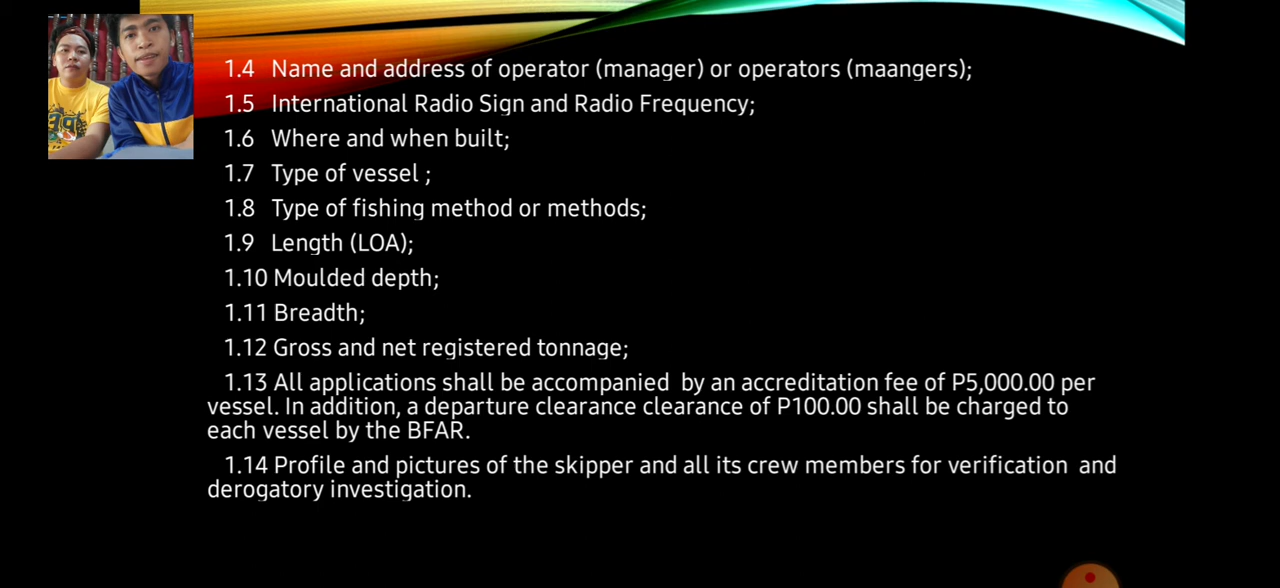 1.4 Name and address of operator (manager) or operators (maangers);
1.5 International Radio Sign and Radio Frequency;
1.6 Where and when built;
1.7 Type of vessel ;
1.8 Type of fishing method or methods;
1.9 Length (LOA);
1.10 Moulded depth;
1.11 Breadth;
1.12 Gross and net registered tonnage;
1.13 All applications shall be accompanied by an accreditation fee of P5,000.00 per
vessel. In addition, a departure clearance clearance of P100.00 shall be charged to
each vessel by the BFAR.
1.14 Profile and pictures of the skipper and all its crew members for verification and
derogatory investigation.